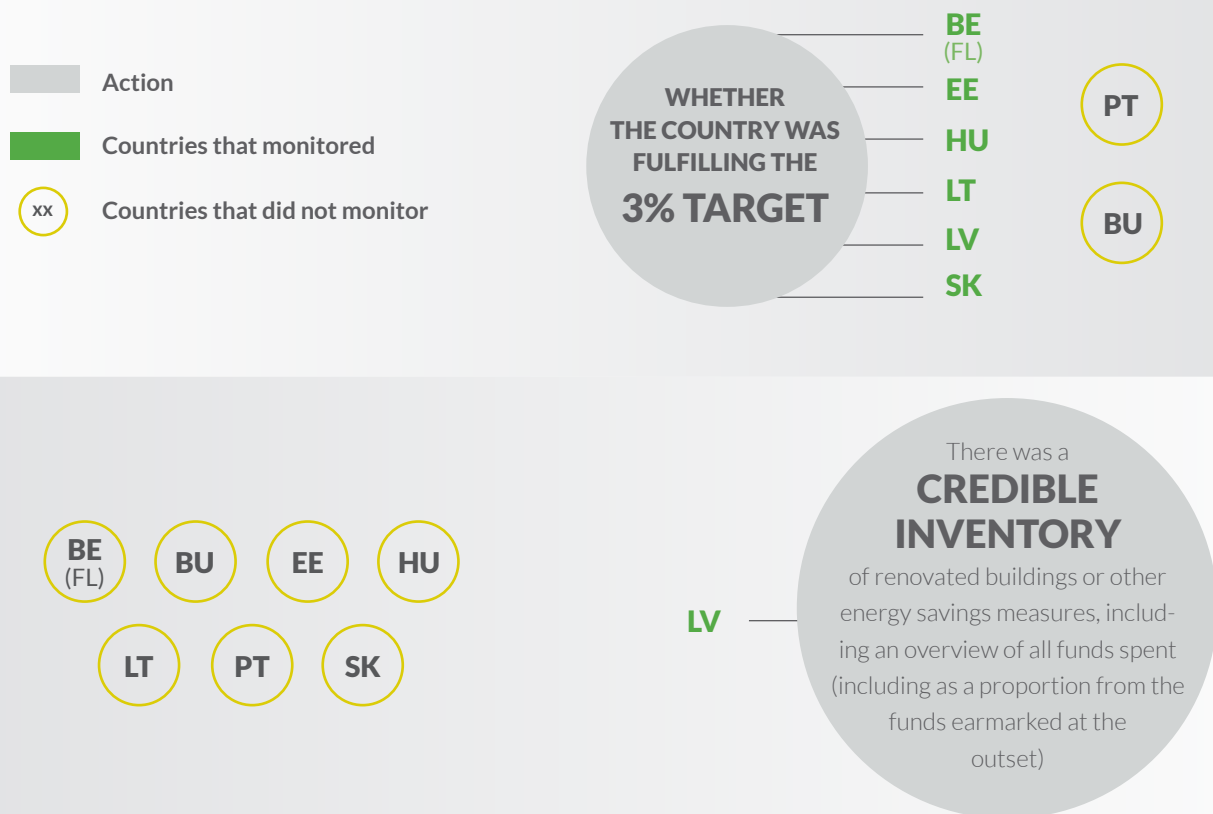 Action
Countries that monitored
xx
Countries that did not monitor
WHETHER
THE COUNTRY WAS
FULFILLING THE
3% TARGET
BE
(FL)
EE
HU
LT
LV
SK
PT
BU
BE
(FL)
BU
EE
HU
LT
PT
SK
LV
There was a
CREDIBLE
INVENTORY
of renovated buildings or other
energy savings measures, includ-
ing an overview of all funds spent
(including as a proportion from the
funds earmarked at the
outset)